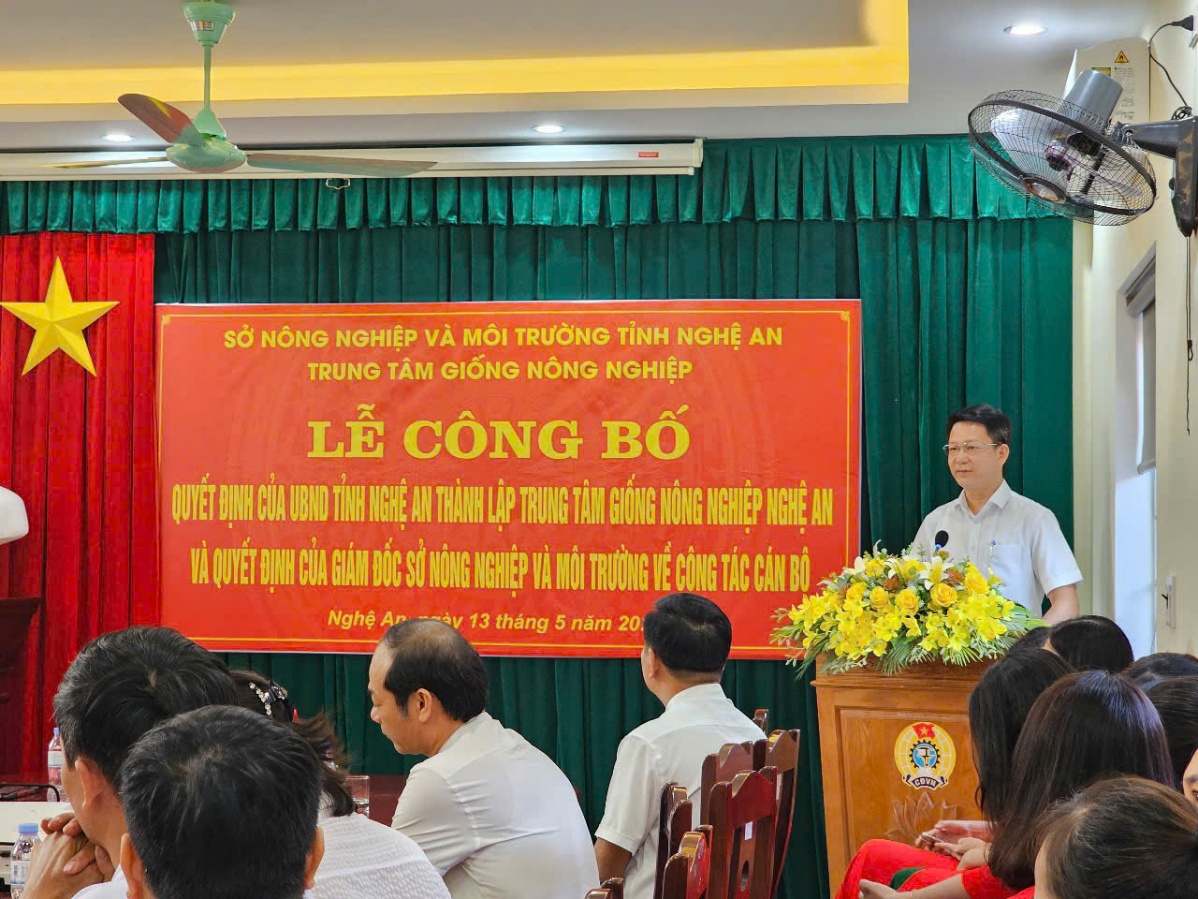 SỞ NÔNG NGHIỆP VÀ MÔI TRƯỜNG TỈNH NGHỆ AN
TRUNG TÂM GIỐNG NÔNG NGHIỆP
LỄ CÔNG BỐ
QUYẾT ĐỊNH CỦA UBND TỈNH NGHỆ AN THÀNH LẬP TRUNG TÂM GIỐNG NÔNG NGHIỆP NGHỆ AN
VÀ QUYẾT ĐỊNH CỦA GIÁM ĐỐC SỞ NÔNG NGHIỆP VÀ MÔI TRƯỜNG VỀ CÔNG TÁC CÁN BỘ
Nghệ An, ngày 13 tháng 5 năm
CĐVN